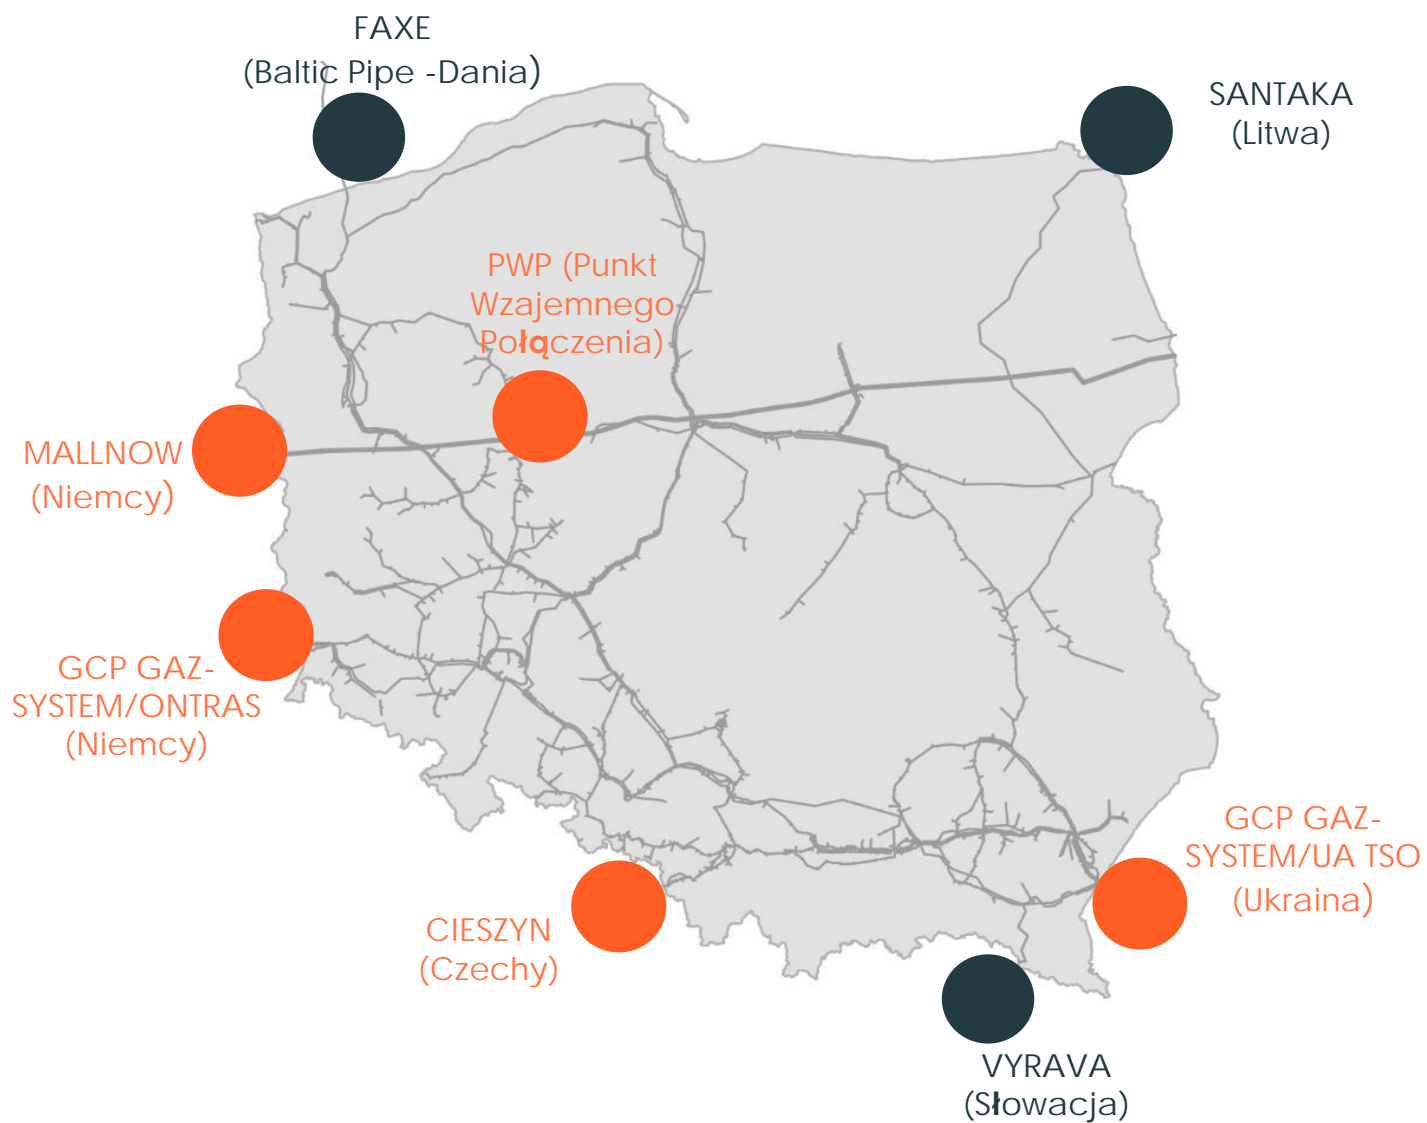 FAXE
(Baltic Pipe -Dania)
SANTAKA
(Litwa)
PWP (Punkt
Wzajemnego
Połączenia)
MALLNOW
(Niemcy)
GCP GAZ-
SYSTEM/ONTRAS
(Niemcy)
GCP GAZ-
SYSTEM/UA TSO
(Ukraina)
CIESZYN
(Czechy)
VYRAVA
(Słowacja)